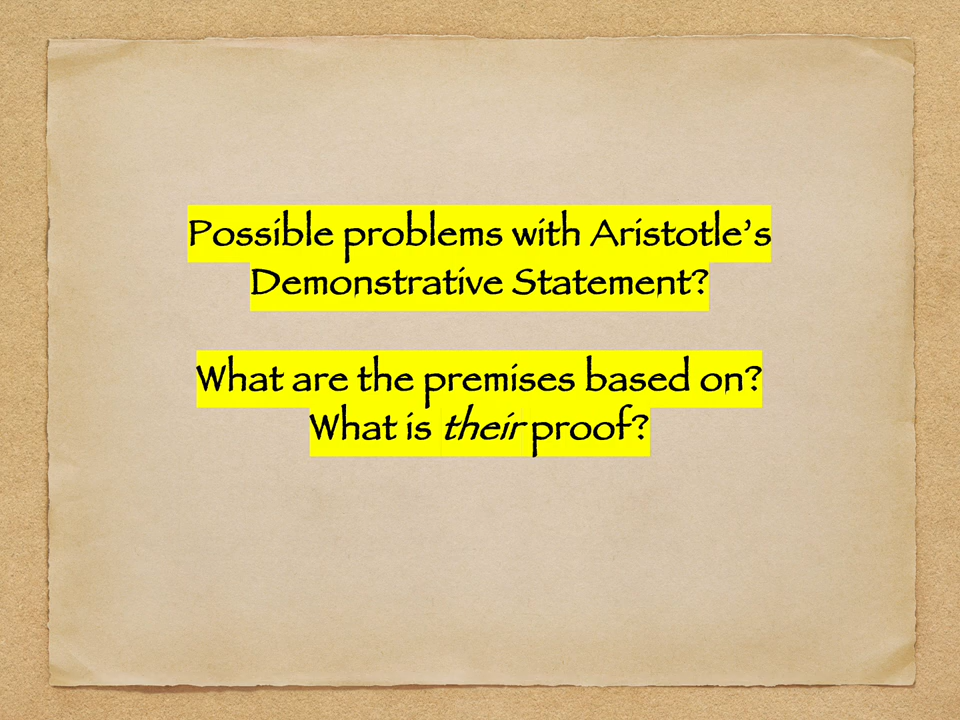 Possible problems with Aristotle’s
Demonstrative Statement?
What are the premises based on?
What is their proof?